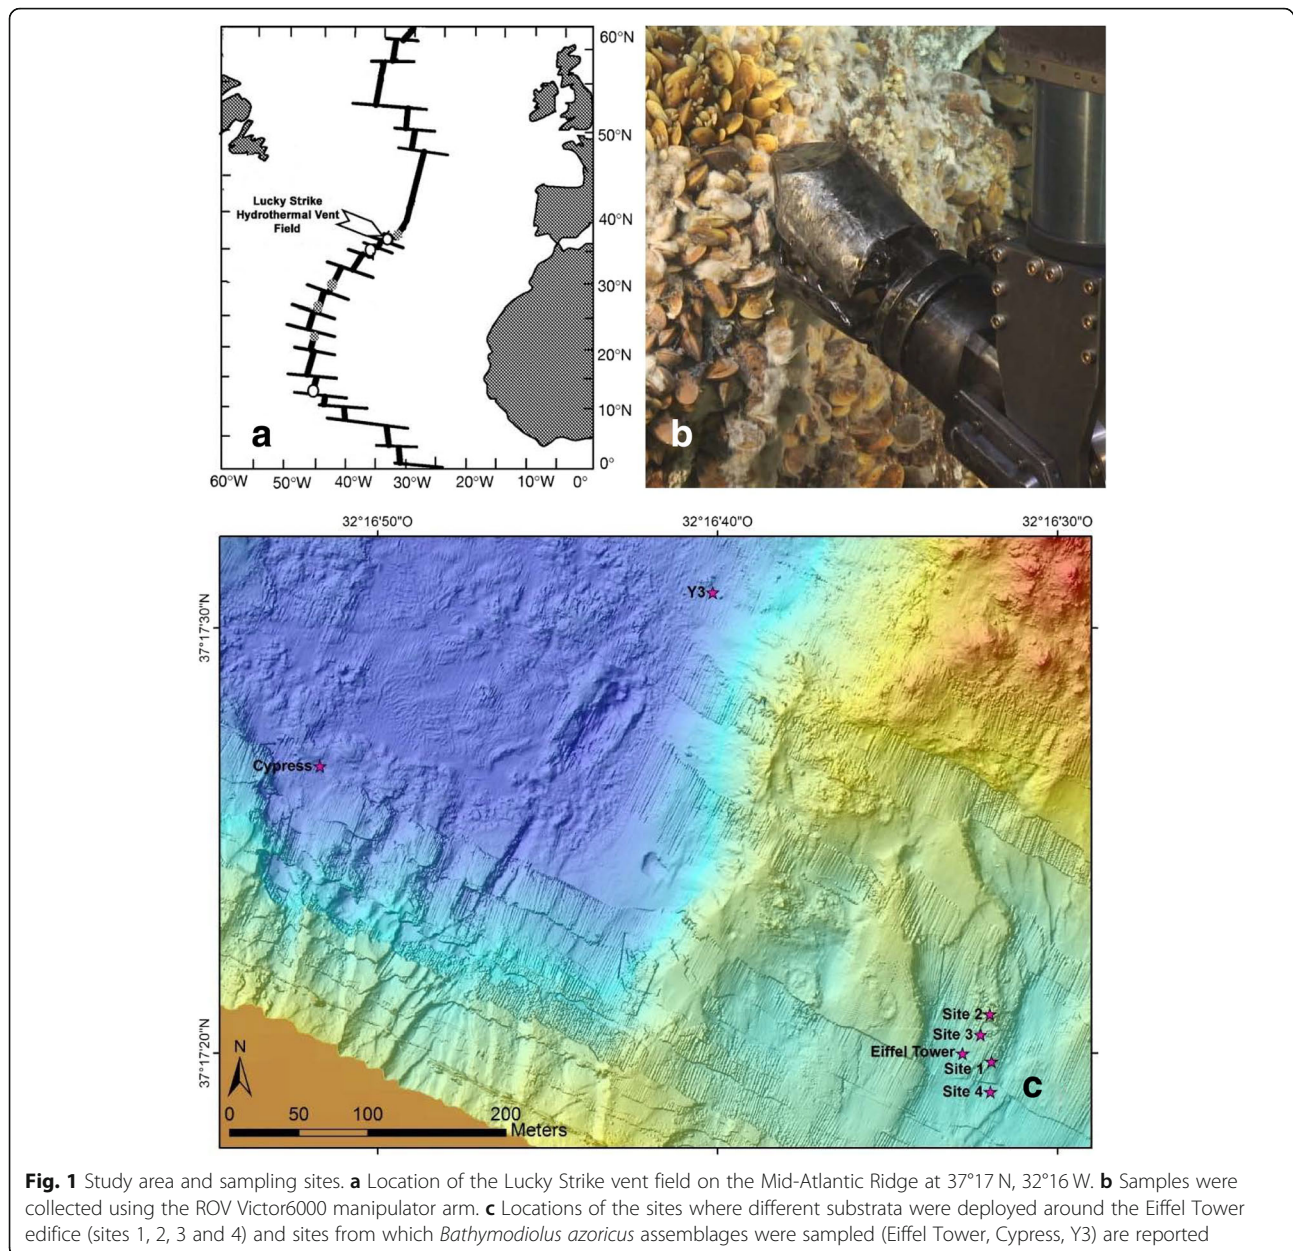 60°N
50°N
Lucky Strike
Hydrothermal Vent
Field
40°N
30°N
20°N
10°N
0°
a
60°W 50°W 40°W 30°W 20°W 10°W 0°
b
32°16'50"O 32°16'40"O 32°16'30"O
37°17'30"N
Y3
Cypress
37°17'20"N
Site 2
Site 3
Eiffel Tower
Site 1
Site 4
c
N
0 50 100 200
Meters
Fig. 1 Study area and sampling sites. a Location of the Lucky Strike vent field on the Mid-Atlantic Ridge at 37°17 N, 32°16 W. b Samples were
collected using the ROV Victor6000 manipulator arm. c Locations of the sites where different substrata were deployed around the Eiffel Tower
edifice (sites 1, 2, 3 and 4) and sites from which Bathymodiolus azoricus assemblages were sampled (Eiffel Tower, Cypress, Y3) are reported